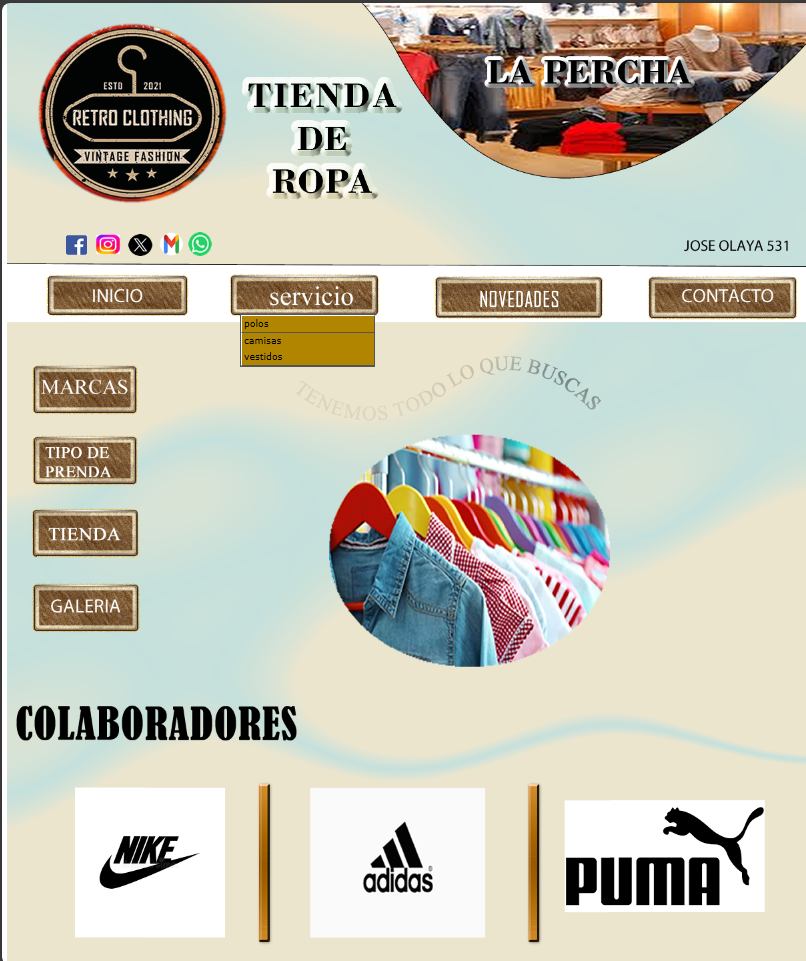 ESTD 2021
RETRO CLOTHING
VINTAGE FASHION
TIENDA
DE
ROPA
LA PERCHA
JOSE OLAYA 531
INICIO
servicio
NOVEDADES
CONTACTO
polos
camisas
vestidos
MARCAS
TIPO DE
PRENDA
TIENDA
GALERIA
TENEMOS TODO LO QUE BUSCAS
COLABORADORES
NIKE
adidas
PUMA